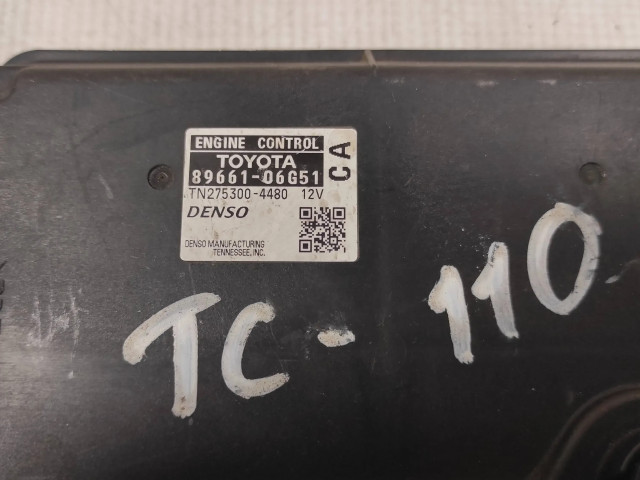 ENGINE CONTROL
TOYOTA
89661-06G51
CA
TN275300-4480 12V
DENSO
DENSO MANUFACTURING
TENNESSEE, INC.
TC-110